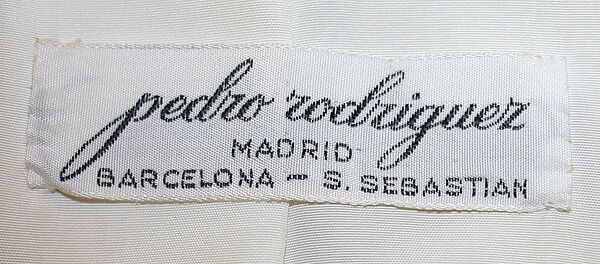 pedro rodriguez
MADRID
BARCELONA - S. SEBASTIAN